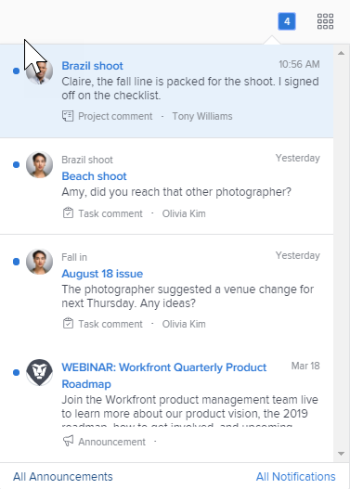 4
Brazil shoot 10:56 AM
Claire, the fall line is packed for the shoot. I signed
off on the checklist.
Project comment · Tony Williams
Brazil shoot Yesterday
Beach shoot
Amy, did you reach that other photographer?
Task comment · Olivia Kim
Fall in Yesterday
August 18 issue
The photographer suggested a venue change for
next Thursday. Any ideas?
Task comment · Olivia Kim
WEBINAR: Workfront Quarterly Product Mar 18
Roadmap
Join the Workfront product management team live
to learn more about our product vision, the 2019
roadmap, how to get involved, and upcoming
Announcement ·
All Announcements All Notifications